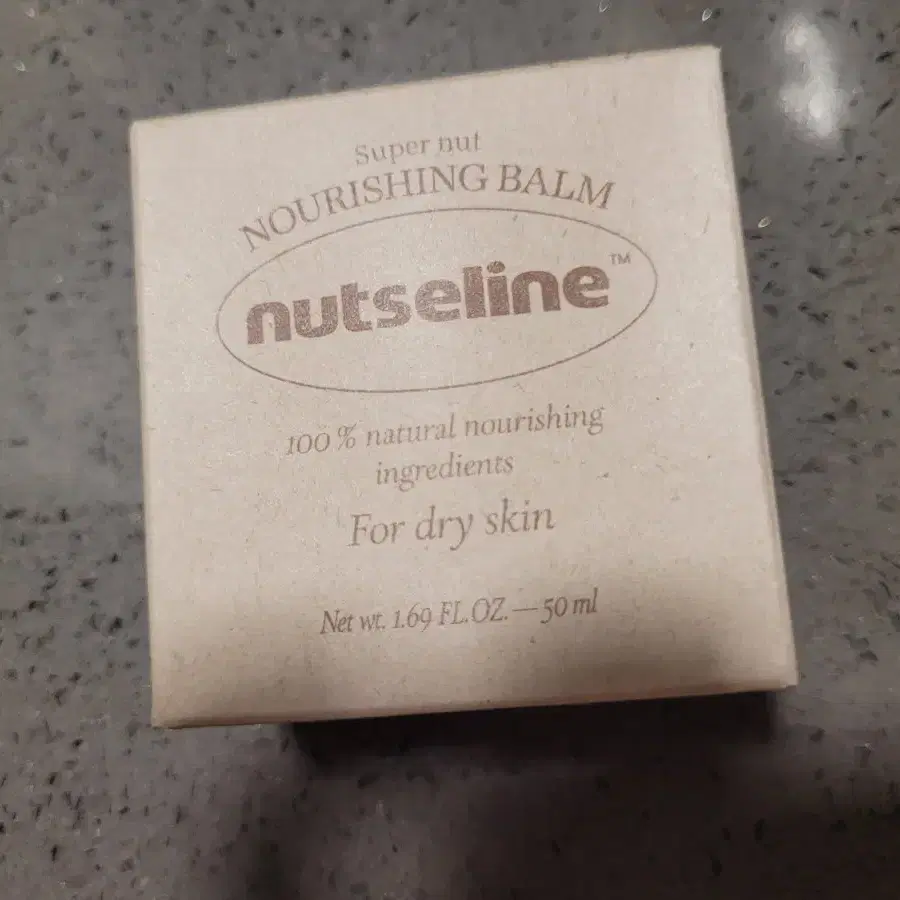 Super nut
NOURISHING BALM
nutseline™
100 % natural nourishing
ingredients
For dry skin
Net wt. 1.69 FL.OZ. — 50 ml